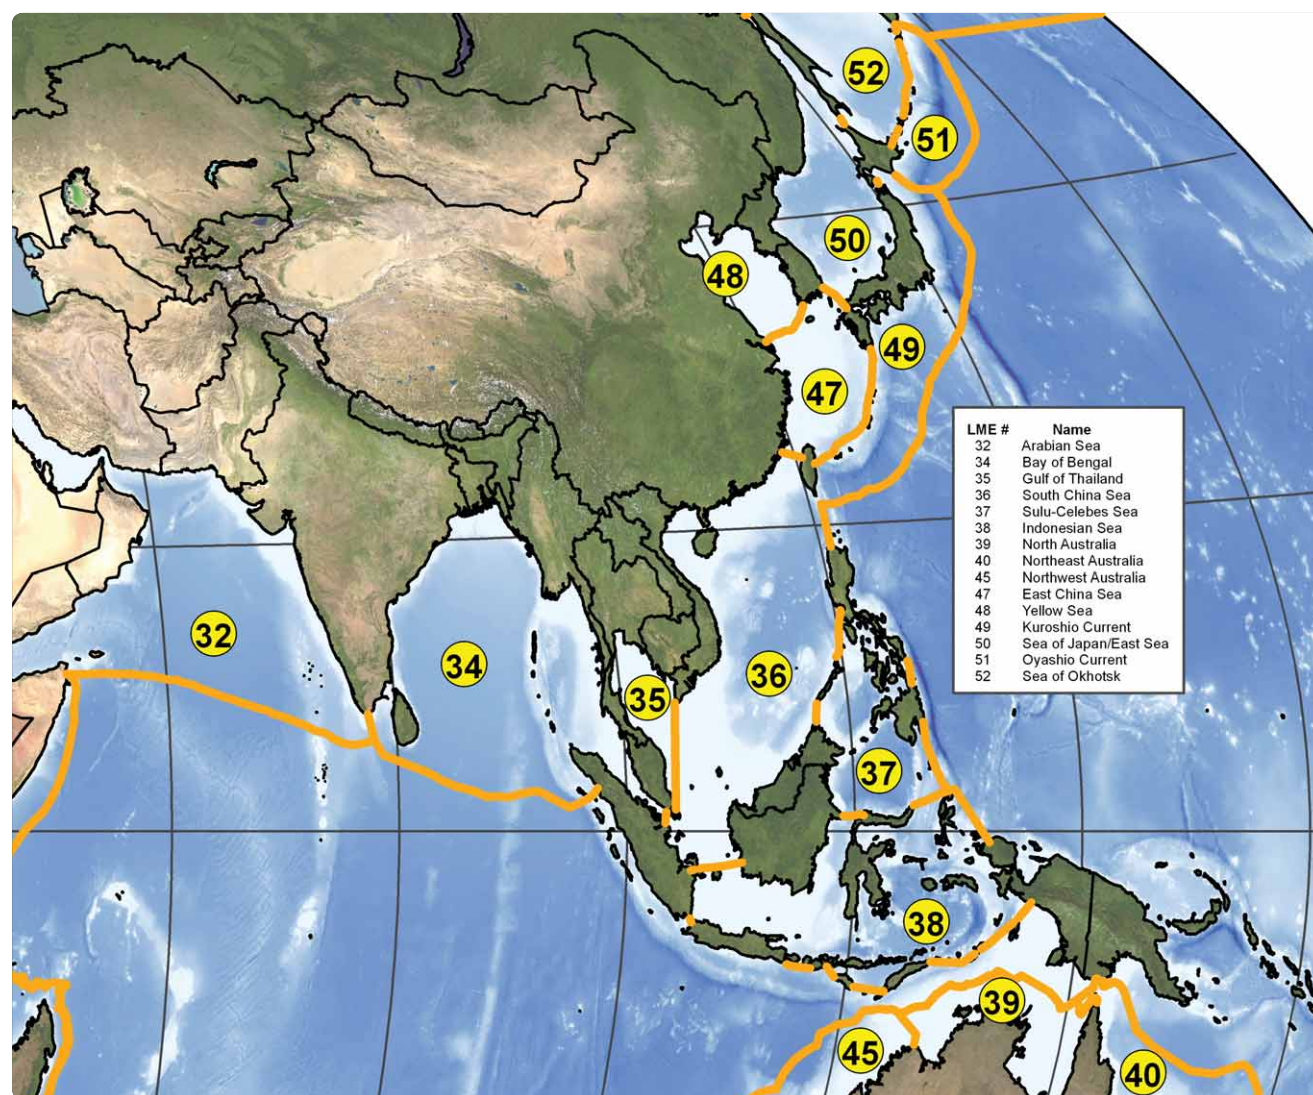 52
51
50
48
49
47
LME # Name
32 Arabian Sea
34 Bay of Bengal
35 Gulf of Thailand
36 South China Sea
37 Sulu-Celebes Sea
38 Indonesian Sea
39 North Australia
40 Northeast Australia
45 Northwest Australia
47 East China Sea
48 Yellow Sea
49 Kuroshio Current
50 Sea of Japan/East Sea
51 Oyashio Current
52 Sea of Okhotsk
32
34
36
35
37
38
39
45
40